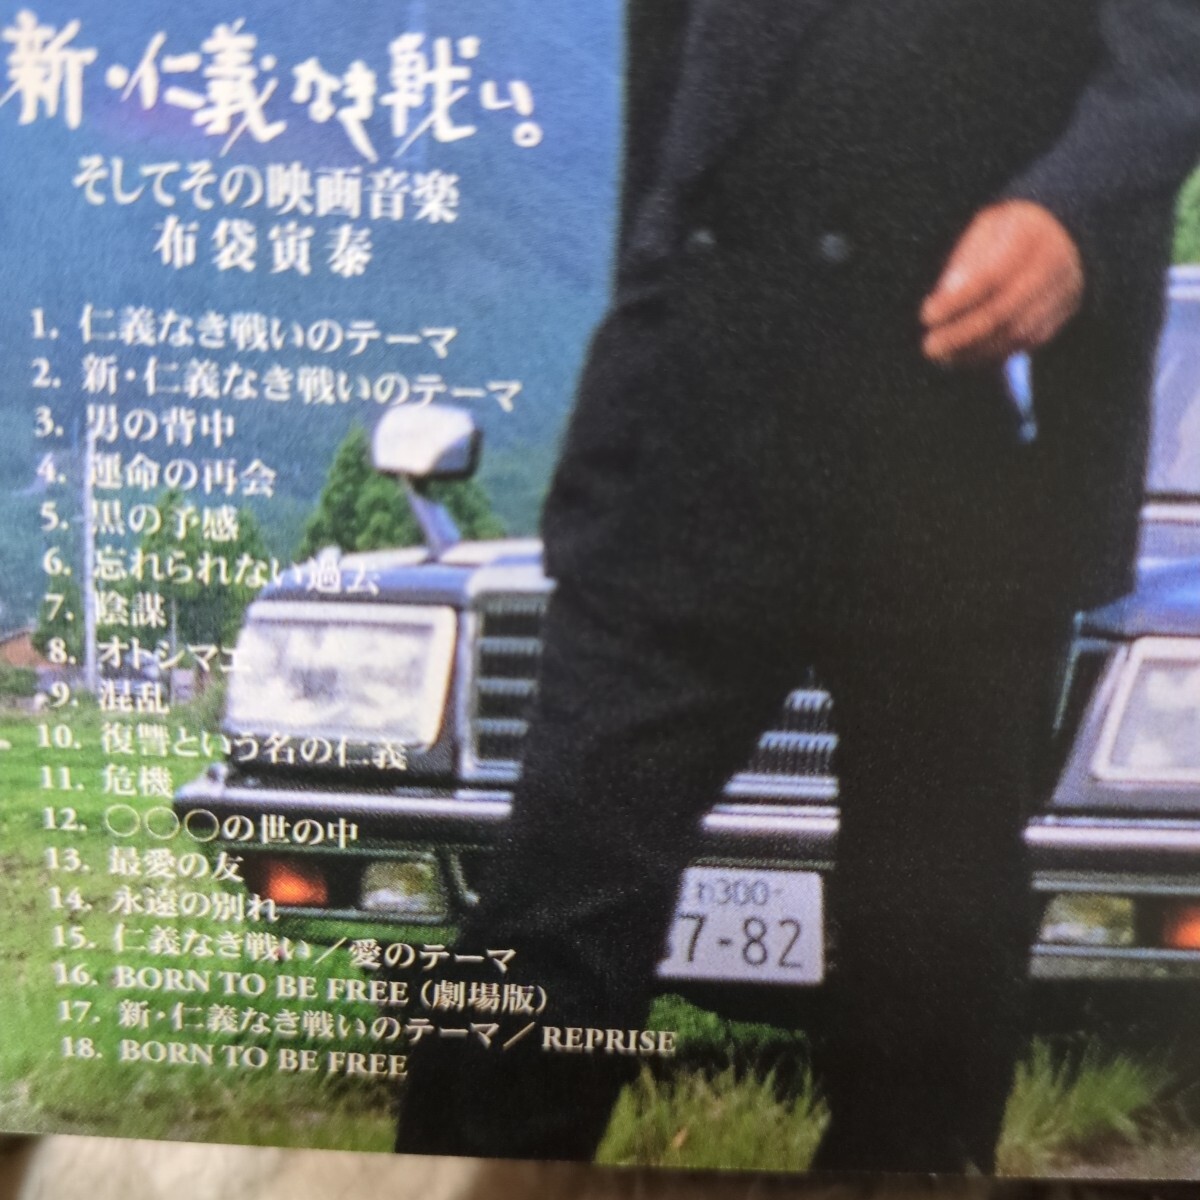 新・仁義なき戦い。
そしてその映画音楽
布袋寅泰
1. 仁義なき戦いのテーマ
2. 新・仁義なき戦いのテーマ
3. 男の背中
4. 運命の再会
5. 黒の予感
6. 忘れられない過去
7. 陰謀
8. オトシマエ
9. 混乱
10. 復讐という名の仁義
11. 危機
12. 〇〇〇の世の中
13. 最愛の友
14. 永遠の別れ
15. 仁義なき戦い／愛のテーマ
16. BORN TO BE FREE（劇場版）
17. 新・仁義なき戦いのテーマ／REPRISE
18. BORN TO BE FREE
300
7-82